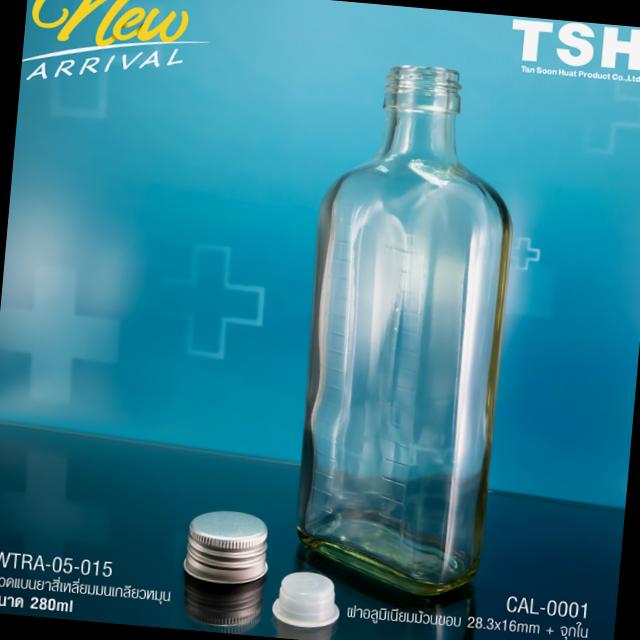 New
ARRIVAL
TSH
Tan Soon Huat Product Co.,Ltd
WTRA-05-015
ขวดแบนยาสี่เหลี่ยมมนเกลียวหมุน
ขนาด 280ml
CAL-0001
ฝาอลูมิเนียมม้วนขอบ 28.3x16mm + จุกใน